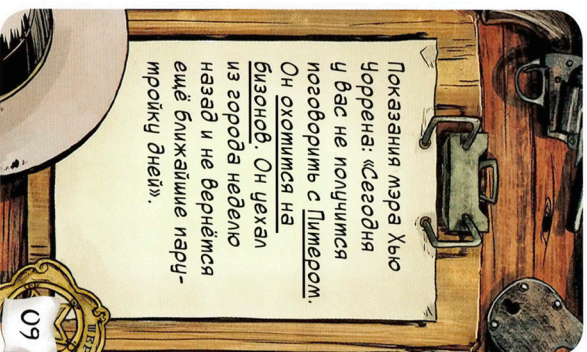 Показания мэра Хью
Уоррена: «Сегодня
у вас не получится
поговорить с Питером.
Он охотится на
бизонов. Он уехал
из города неделю
назад и не вернётся
ещё ближайшие пару-
тройку дней».
09